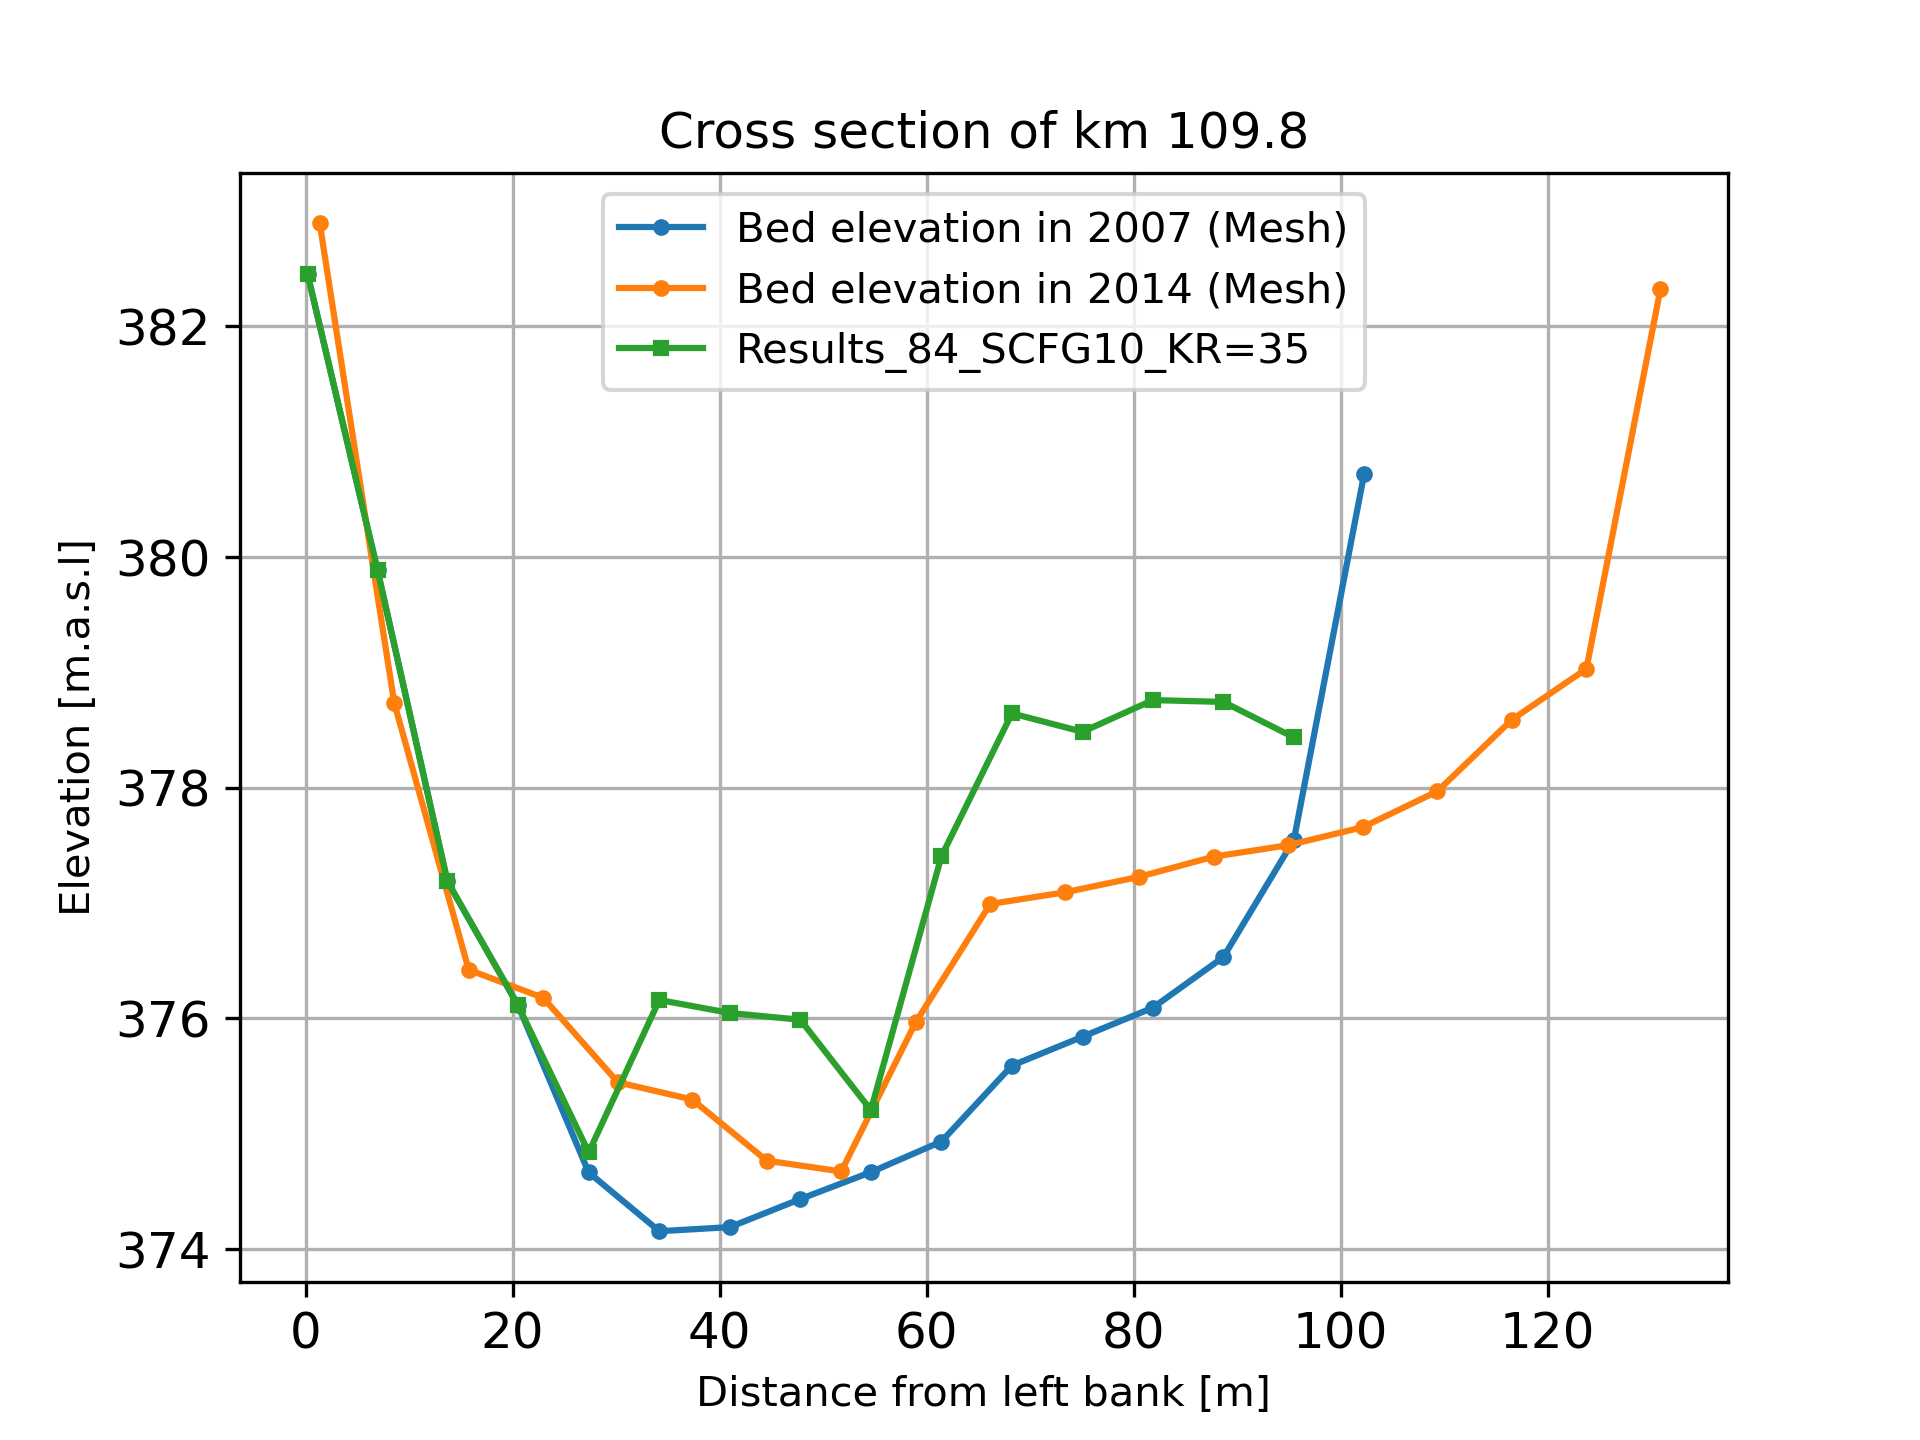 Cross section of km 109.8
Bed elevation in 2007 (Mesh)
Bed elevation in 2014 (Mesh)
Results_84_SCFG10_KR=35
Elevation [m.a.s.l]
382
380
378
376
374
0 20 40 60 80 100 120
Distance from left bank [m]